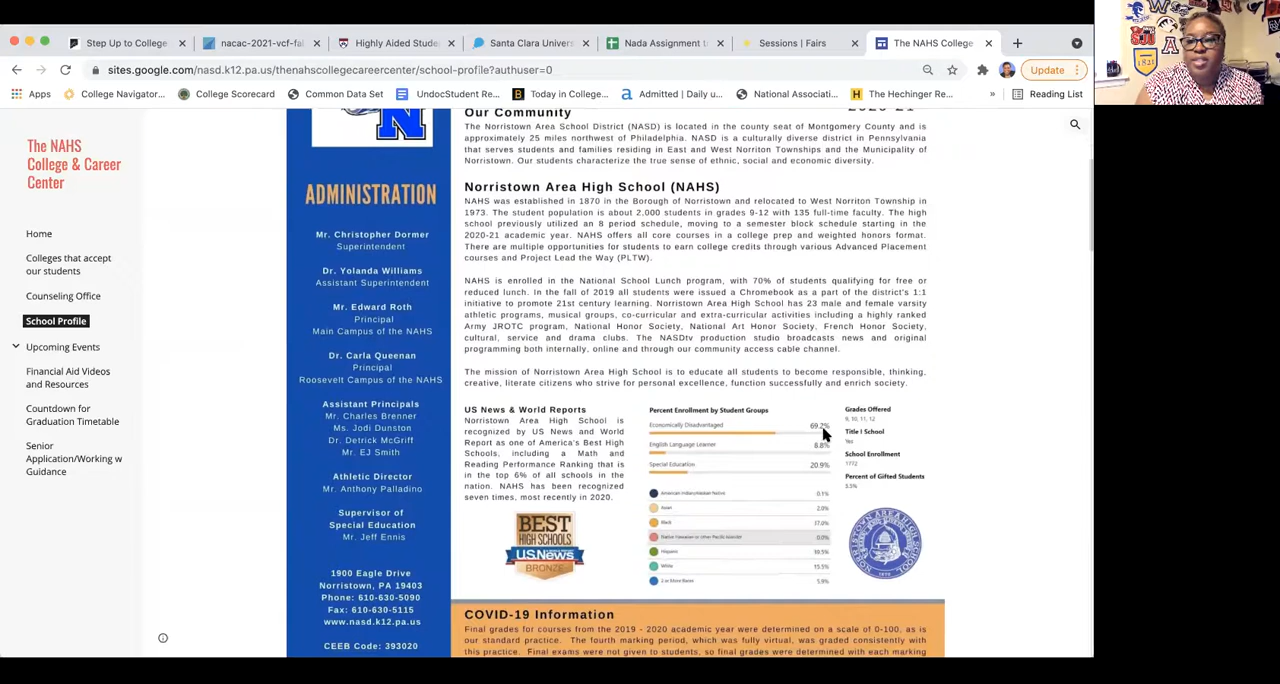 Step Up to College
nacac-2021-vcf-fal
Highly Aided Stude
Santa Clara Univers
Nada Assignment t
Sessions | Fairs
The NAHS College
sites.google.com/nasd.k12.pa.us/thenahscollegecareercenter/school-profile?authuser=0
Update
Apps
College Navigator...
College Scorecard
Common Data Set
UndocStudent Re...
Today in College...
Admitted | Daily u...
National Associati...
The Hechinger Re...
»
Reading List
The NAHS
College & Career
Center
Home
Colleges that accept
our students
Counseling Office
School Profile
Upcoming Events
Financial Aid Videos
and Resources
Countdown for
Graduation Timetable
Senior
Application/Working w
Guidance
N
ADMINISTRATION
Mr. Christopher Dormer
Superintendent
Dr. Yolanda Williams
Assistant Superintendent
Mr. Edward Roth
Principal
Main Campus of the NAHS
Dr. Carla Queenan
Principal
Roosevelt Campus of the NAHS
Assistant Principals
Mr. Charles Brenner
Ms. Jodi Dunston
Dr. Detrick McGriff
Mr. EJ Smith
Athletic Director
Mr. Anthony Palladino
Supervisor of
Special Education
Mr. Jeff Ennis
1900 Eagle Drive
Norristown, PA 19403
Phone: 610-630-5090
Fax: 610-630-5115
www.nasd.k12.pa.us
CEEB Code: 393020
2020-21
Our Community
The Norristown Area School District (NASD) is located in the county seat of Montgomery County and is
approximately 25 miles northwest of Philadelphia. NASD is a culturally diverse district in Pennsylvania
that serves students and families residing in East and West Norriton Townships and the Municipality of
Norristown. Our students characterize the true sense of ethnic, social and economic diversity.
Norristown Area High School (NAHS)
NAHS was established in 1870 in the Borough of Norristown and relocated to West Norriton Township in
1973. The student population is about 2,000 students in grades 9-12 with 135 full-time faculty. The high
school previously utilized an 8 period schedule, moving to a semester block schedule starting in the
2020-21 academic year. NAHS offers all core courses in a college prep and weighted honors format.
There are multiple opportunities for students to earn college credits through various Advanced Placement
courses and Project Lead the Way (PLTW).
NAHS is enrolled in the National School Lunch program, with 70% of students qualifying for free or
reduced lunch. In the fall of 2019 all students were issued a Chromebook as a part of the district's 1:1
initiative to promote 21st century learning. Norristown Area High School has 23 male and female varsity
athletic programs, musical groups, co-curricular and extra-curricular activities including a highly ranked
Army JROTC program, National Honor Society, National Art Honor Society, French Honor Society,
cultural, service and drama clubs. The NASDtv production studio broadcasts news and original
programming both internally, online and through our community access cable channel.
The mission of Norristown Area High School is to educate all students to become responsible, thinking,
creative, literate citizens who strive for personal excellence, function successfully and enrich society.
US News & World Reports
Norristown Area High School is
recognized by US News and World
Report as one of America's Best High
Schools, including a Math and
Reading Performance Ranking that is
in the top 6% of all schools in the
nation. NAHS has been recognized
seven times, most recently in 2020.
BEST
HIGH SCHOOLS
U.S.News
BRONZE
Percent Enrollment by Student Groups
Economically Disadvantaged 69.2%
English Language Learner 8.8%
Special Education 20.9%
American Indian/Alaskan Native 0.1%
Asian 2.0%
Black 37.0%
Native Hawaiian or other Pacific Islander 0.0%
Hispanic 39.5%
White 15.5%
2 or More Races 5.9%
Grades Offered
9, 10, 11, 12
Title I School
Yes
School Enrollment
1772
Percent of Gifted Students
5.5%
COVID-19 Information
Final grades for courses from the 2019 - 2020 academic year were determined on a scale of 0-100, as is
our standard practice. The fourth marking period, which was fully virtual, was graded consistently with
this practice. Final exams were not given to students, so final grades were determined with each marking
1821